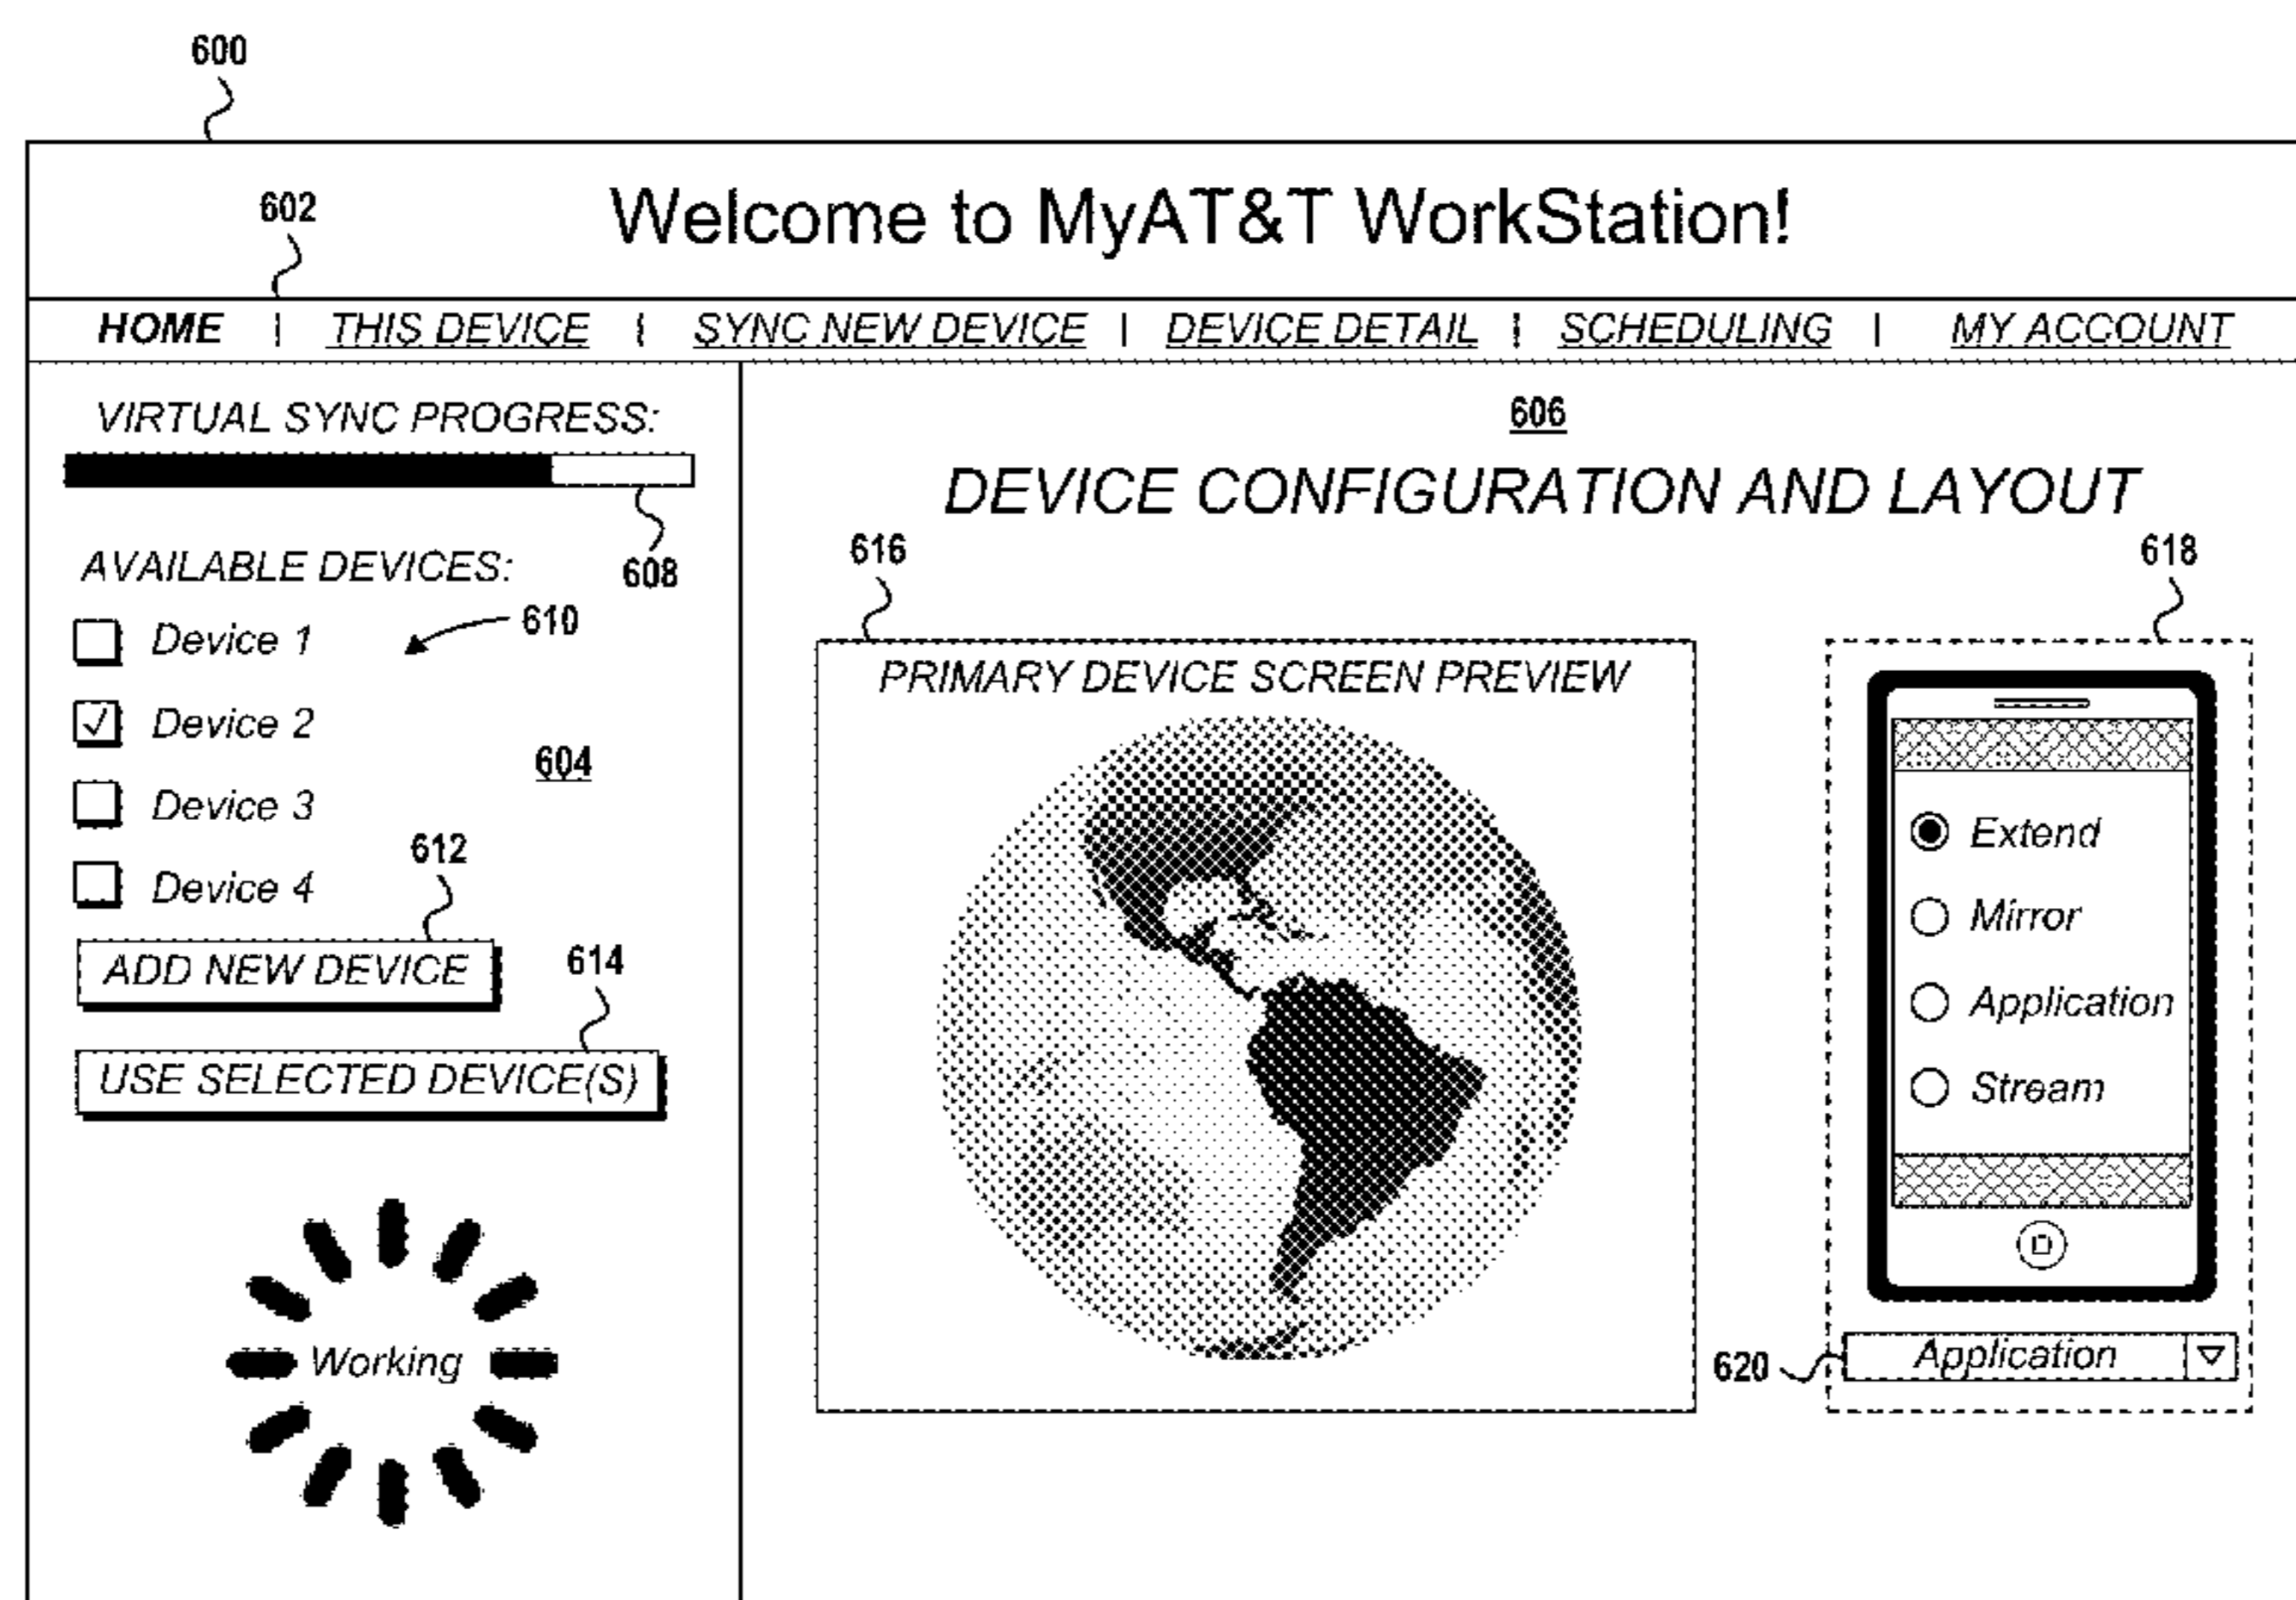 600
602
Welcome to MyAT&T WorkStation!
HOME | THIS DEVICE | SYNC NEW DEVICE | DEVICE DETAIL | SCHEDULING | MY ACCOUNT
VIRTUAL SYNC PROGRESS:
608
AVAILABLE DEVICES:
610
Device 1
Device 2
604
Device 3
612
Device 4
ADD NEW DEVICE
614
USE SELECTED DEVICE(S)
Working
606
DEVICE CONFIGURATION AND LAYOUT
616
618
PRIMARY DEVICE SCREEN PREVIEW
Extend
Mirror
Application
Stream
620
Application